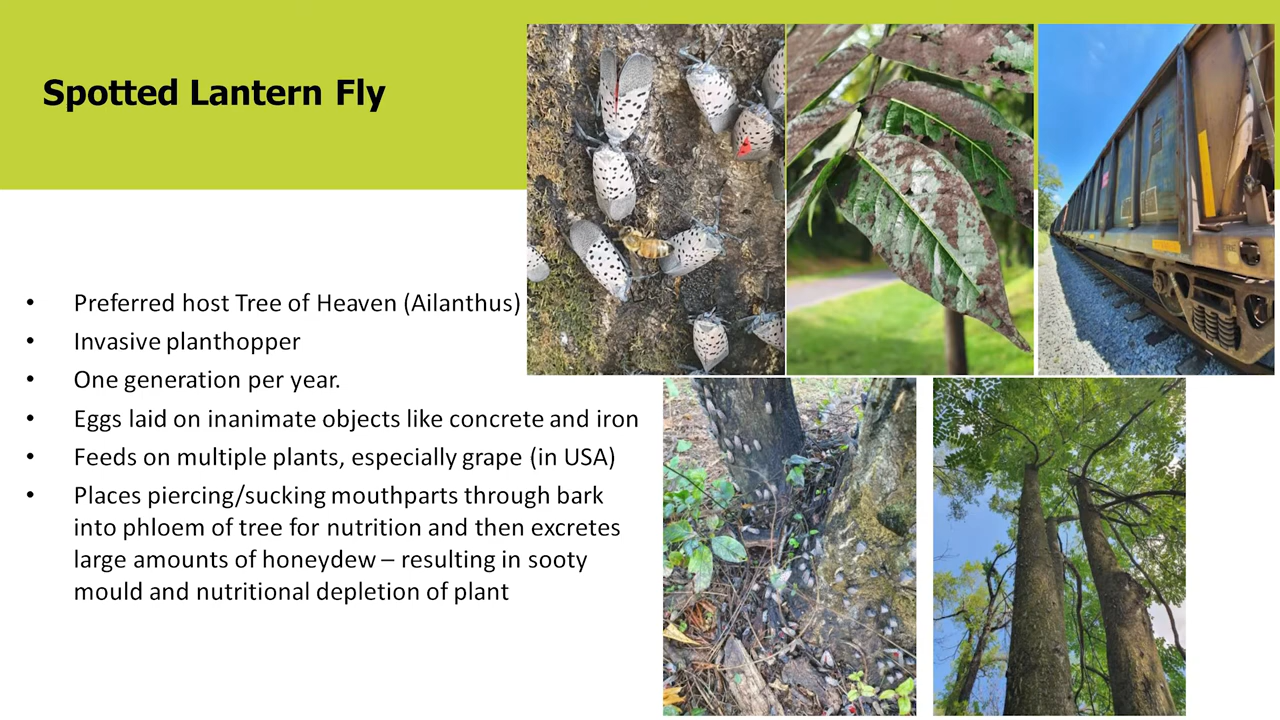 Spotted Lantern Fly
• Preferred host Tree of Heaven (Ailanthus)
• Invasive planthopper
• One generation per year.
• Eggs laid on inanimate objects like concrete and iron
• Feeds on multiple plants, especially grape (in USA)
• Places piercing/sucking mouthparts through bark
into phloem of tree for nutrition and then excretes
large amounts of honeydew – resulting in sooty
mould and nutritional depletion of plant